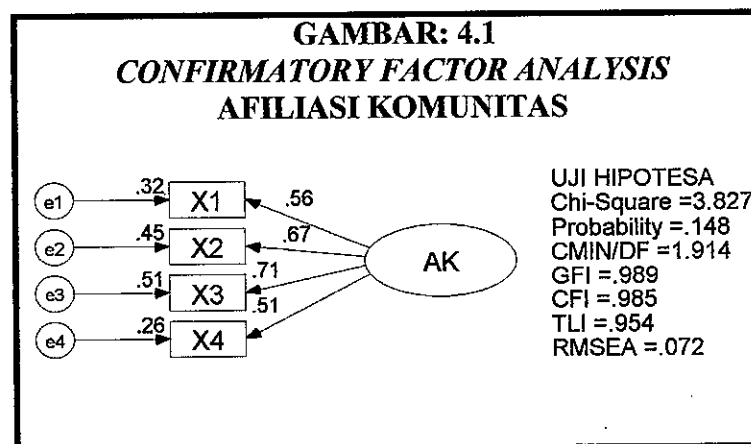 GAMBAR: 4.1
CONFIRMATORY FACTOR ANALYSIS
AFILIASI KOMUNITAS
e1 .32 X1 .56
e2 .45 X2 .67
e3 .51 X3 .71
e4 .26 X4 .51
AK
UJI HIPOTESA
Chi-Square =3.827
Probability =.148
CMIN/DF =1.914
GFI =.989
CFI =.985
TLI =.954
RMSEA =.072